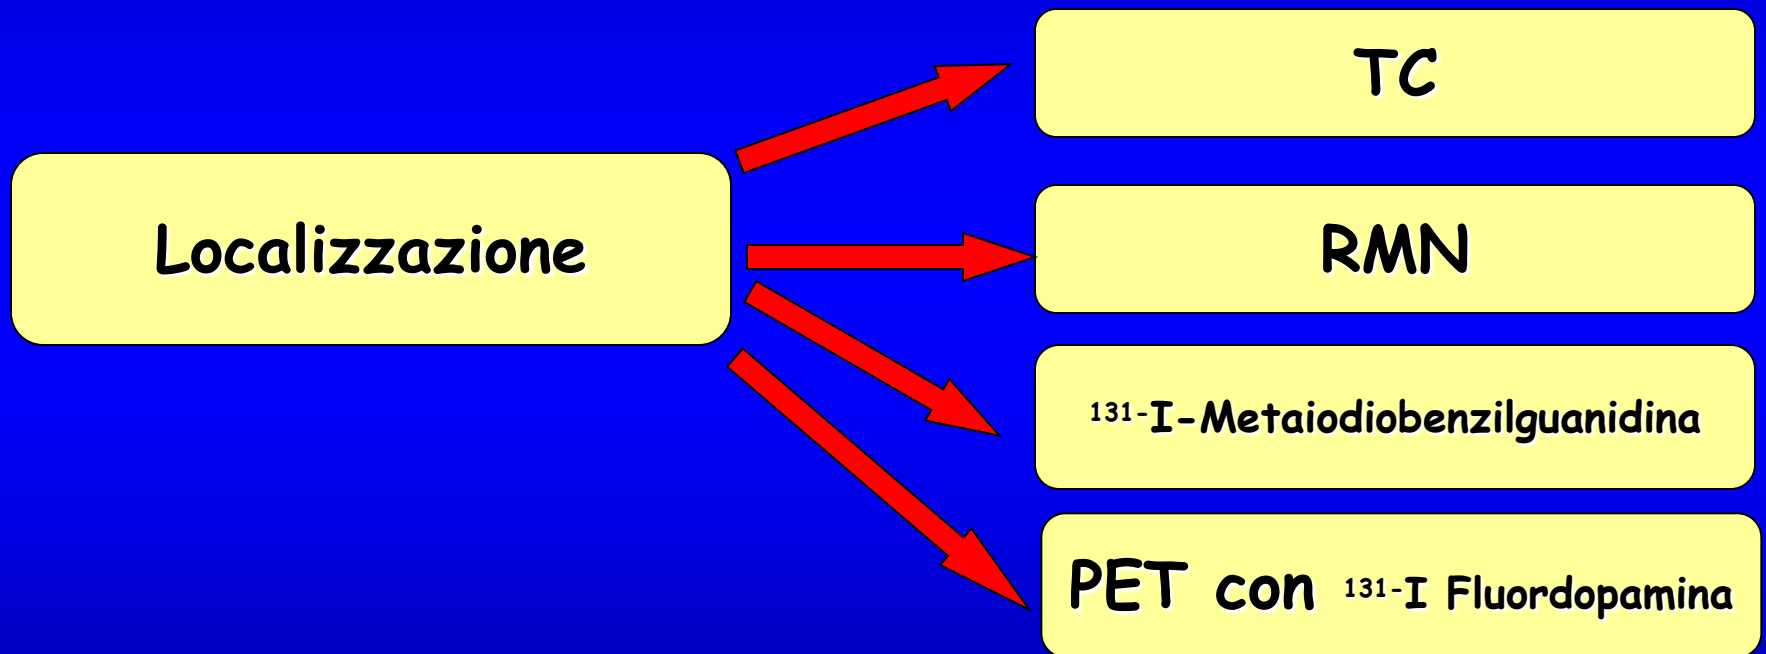 TC
Localizzazione
RMN
¹³¹⁻I-Metaiodiobenzilguanidina
PET con ¹³¹⁻I Fluordopamina